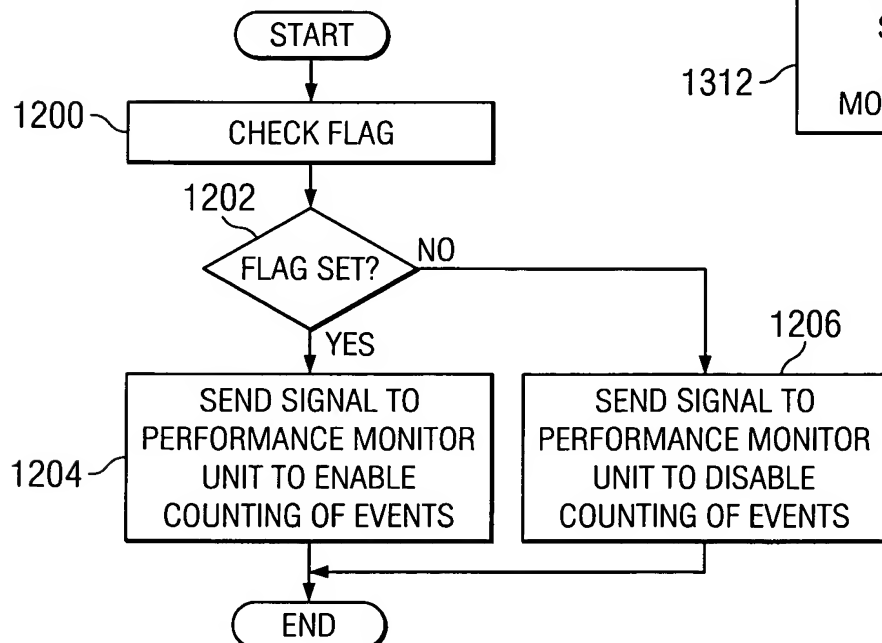 START
1200
CHECK FLAG
1202
FLAG SET?
NO
YES
1204
SEND SIGNAL TO
PERFORMANCE MONITOR
UNIT TO ENABLE
COUNTING OF EVENTS
1206
SEND SIGNAL TO
PERFORMANCE MONITOR
UNIT TO DISABLE
COUNTING OF EVENTS
END
1312
S
MO